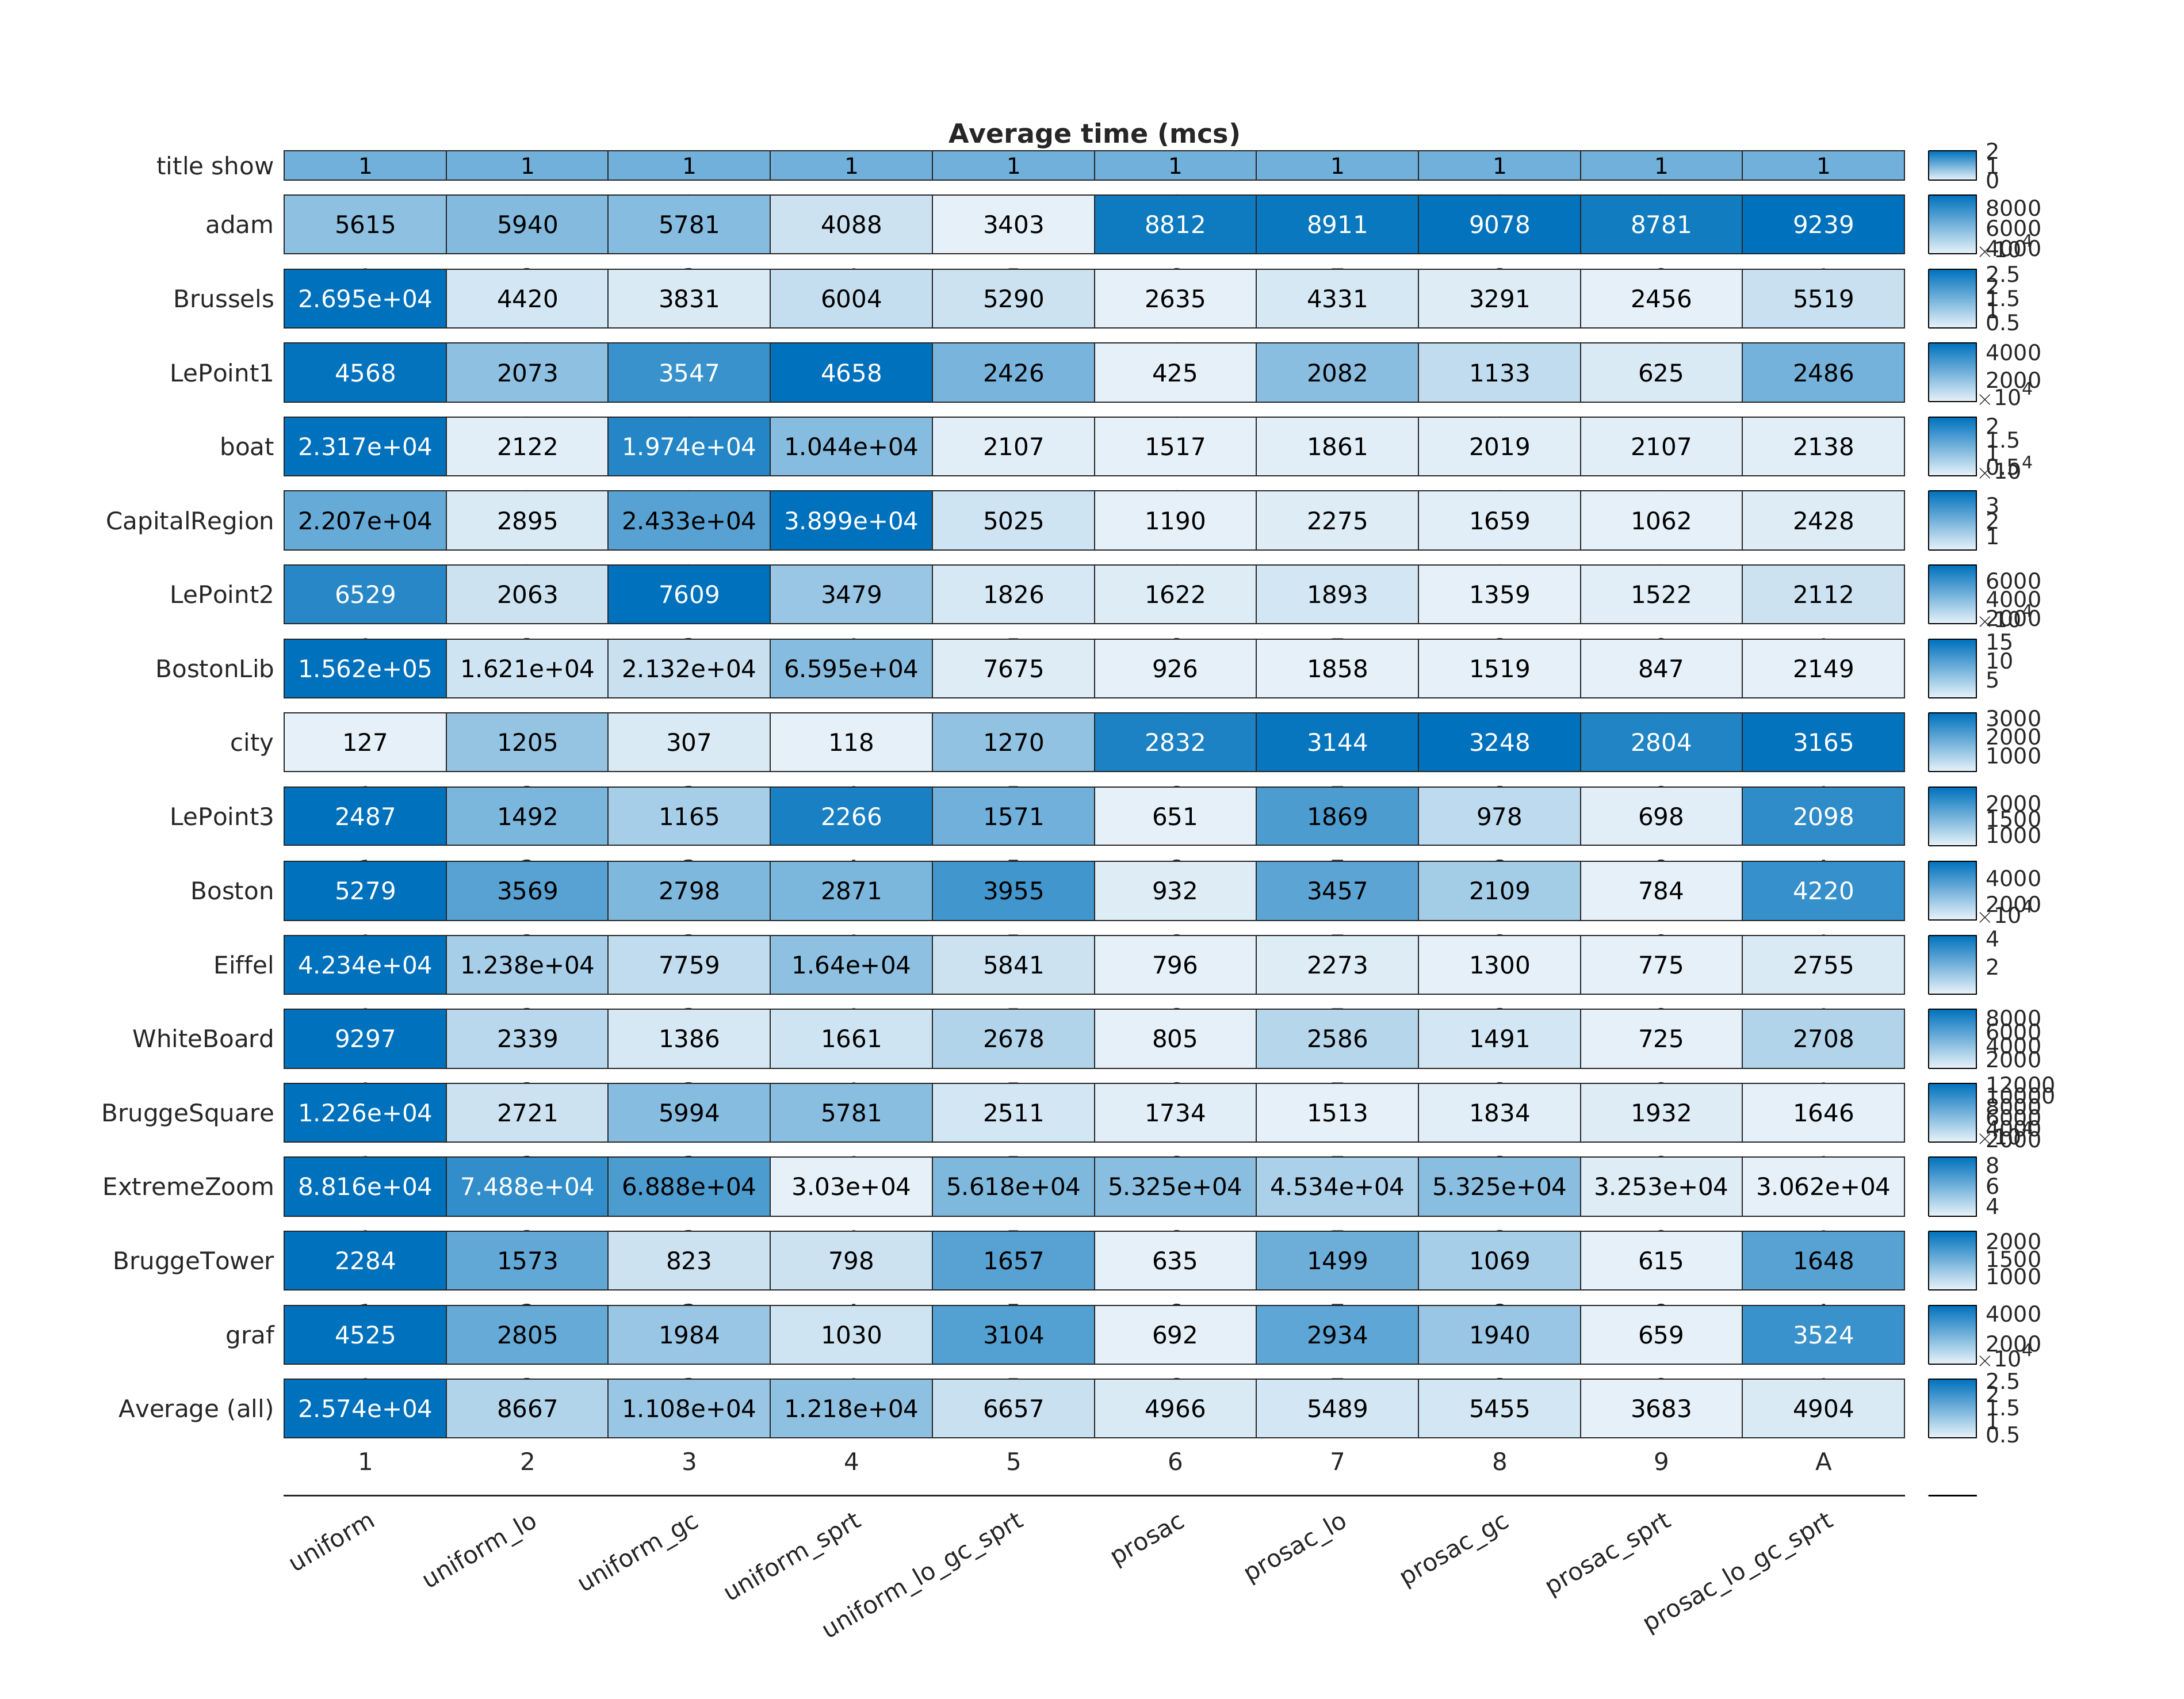 Average time (mcs)
title show 1 1 1 1 1 1 1 1 1 1 2 1 0
adam 5615 5940 5781 4088 3403 8812 8911 9078 8781 9239 8000 6000 4000
Brussels 2.695e+04 4420 3831 6004 5290 2635 4331 3291 2456 5519 ×10^4 2.5 2 1.5 1 0.5
LePoint1 4568 2073 3547 4658 2426 425 2082 1133 625 2486 4000 2000
boat 2.317e+04 2122 1.974e+04 1.044e+04 2107 1517 1861 2019 2107 2138 ×10^4 2 1.5 1 0.5
CapitalRegion 2.207e+04 2895 2.433e+04 3.899e+04 5025 1190 2275 1659 1062 2428 ×10^4 3 2 1
LePoint2 6529 2063 7609 3479 1826 1622 1893 1359 1522 2112 6000 4000 2000
BostonLib 1.562e+05 1.621e+04 2.132e+04 6.595e+04 7675 926 1858 1519 847 2149 ×10^4 15 10 5
city 127 1205 307 118 1270 2832 3144 3248 2804 3165 3000 2000 1000
LePoint3 2487 1492 1165 2266 1571 651 1869 978 698 2098 2000 1500 1000
Boston 5279 3569 2798 2871 3955 932 3457 2109 784 4220 4000 2000
Eiffel 4.234e+04 1.238e+04 7759 1.64e+04 5841 796 2273 1300 775 2755 ×10^4 4 2
WhiteBoard 9297 2339 1386 1661 2678 805 2586 1491 725 2708 8000 6000 4000 2000
BruggeSquare 1.226e+04 2721 5994 5781 2511 1734 1513 1834 1932 1646 12000 10000 8000 6000 4000 2000
ExtremeZoom 8.816e+04 7.488e+04 6.888e+04 3.03e+04 5.618e+04 5.325e+04 4.534e+04 5.325e+04 3.253e+04 3.062e+04 ×10^4 8 6 4
BruggeTower 2284 1573 823 798 1657 635 1499 1069 615 1648 2000 1500 1000
graf 4525 2805 1984 1030 3104 692 2934 1940 659 3524 4000 2000
Average (all) 2.574e+04 8667 1.108e+04 1.218e+04 6657 4966 5489 5455 3683 4904 ×10^4 2.5 2 1.5 1 0.5
1 2 3 4 5 6 7 8 9 A
uniform uniform_lo uniform_gc uniform_sprt uniform_lo_gc_sprt prosac prosac_lo prosac_gc prosac_sprt prosac_lo_gc_sprt